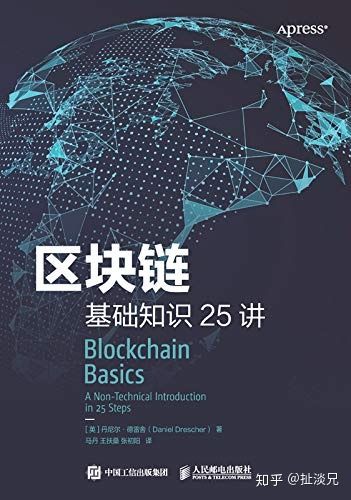 Apress®
区块链
基础知识 25 讲
Blockchain
Basics
A Non-Technical Introduction
in 25 Steps
[英] 丹尼尔·德雷舍（Daniel Drescher） 著
马丹 王扶桑 张初阳 译
中国工信出版集团
人民邮电出版社
POSTS & TELECOM PRESS
知乎 @扯淡兄